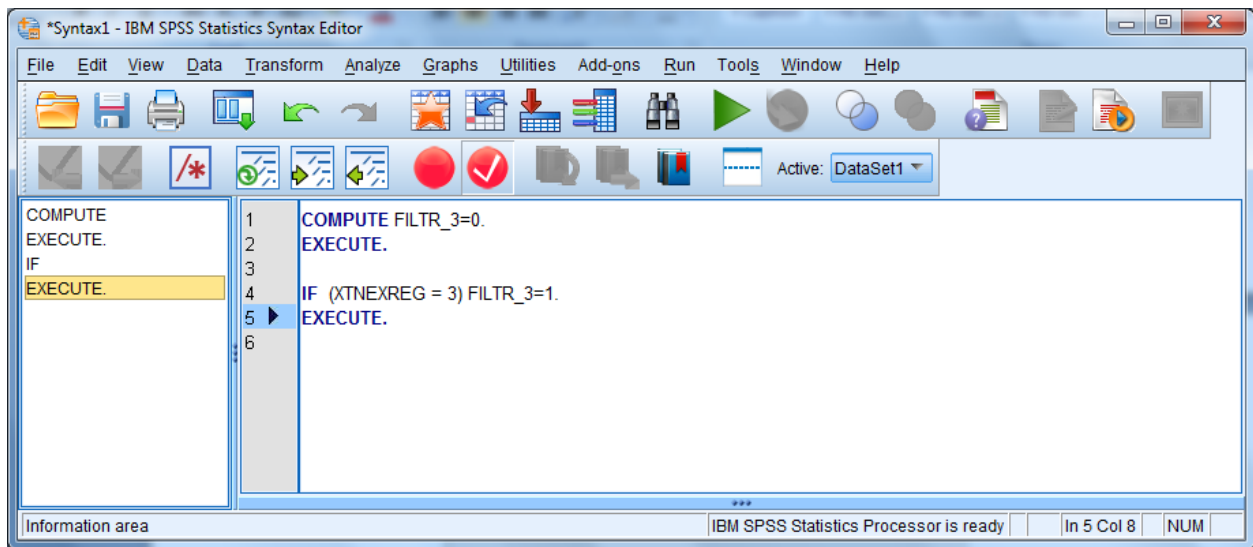 *Syntax1 - IBM SPSS Statistics Syntax Editor
File Edit View Data Transform Analyze Graphs Utilities Add-ons Run Tools Window Help
Active: DataSet1
COMPUTE
EXECUTE.
IF
EXECUTE.
1 COMPUTE FILTR_3=0.
2 EXECUTE.
3
4 IF (XTNEXREG = 3) FILTR_3=1.
5 EXECUTE.
6
Information area IBM SPSS Statistics Processor is ready In 5 Col 8 NUM